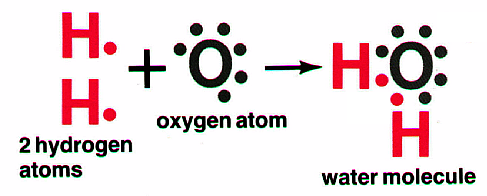 H. + O → H O
H.
H
2 hydrogen
atoms
oxygen atom
water molecule